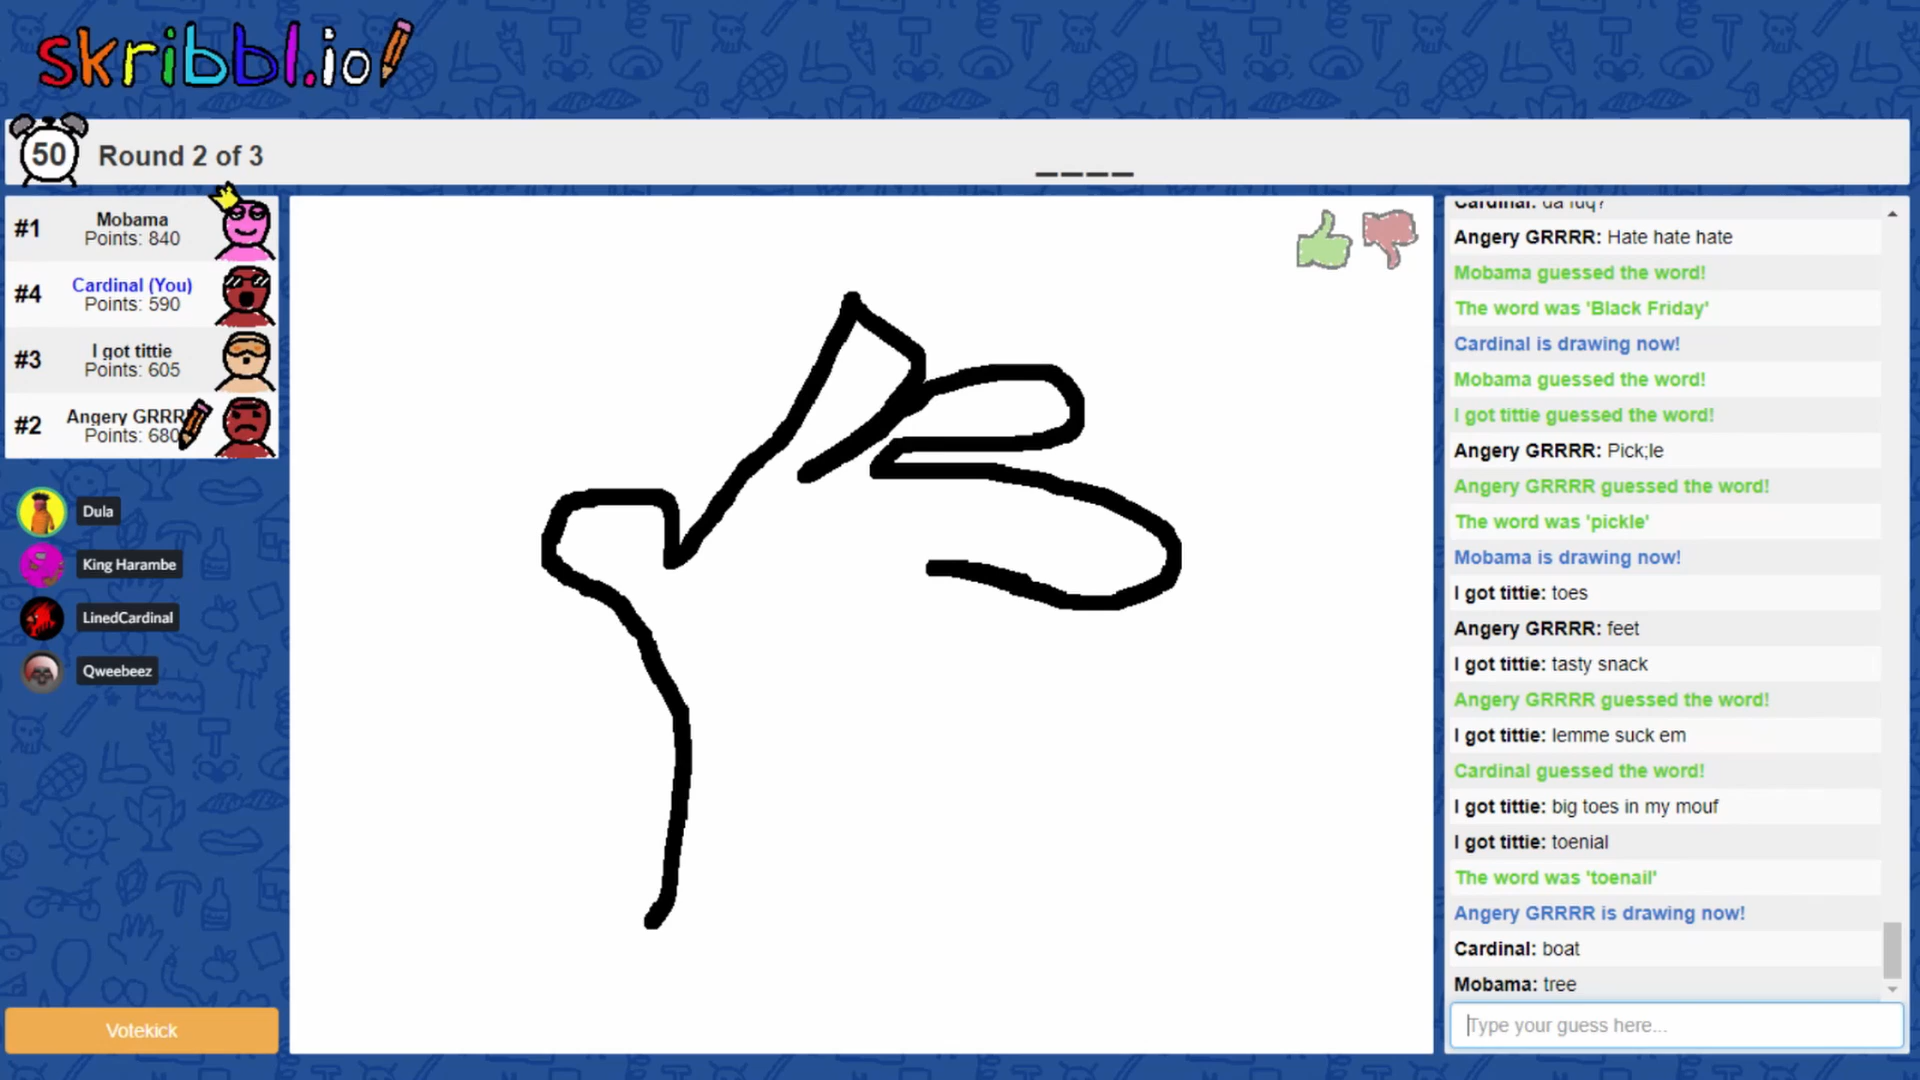 skribbl.io
50
Round 2 of 3
____
#1
Mobama
Points: 840
#4
Cardinal (You)
Points: 590
#3
I got tittie
Points: 605
#2
Angery GRRR
Points: 680
Dula
King Harambe
LinedCardinal
Qweebeez
Votekick
Cardinal: da fuq?
Angery GRRRR: Hate hate hate
Mobama guessed the word!
The word was 'Black Friday'
Cardinal is drawing now!
Mobama guessed the word!
I got tittie guessed the word!
Angery GRRRR: Pick;le
Angery GRRRR guessed the word!
The word was 'pickle'
Mobama is drawing now!
I got tittie: toes
Angery GRRRR: feet
I got tittie: tasty snack
Angery GRRRR guessed the word!
I got tittie: lemme suck em
Cardinal guessed the word!
I got tittie: big toes in my mouf
I got tittie: toenial
The word was 'toenail'
Angery GRRRR is drawing now!
Cardinal: boat
Mobama: tree
Type your guess here...